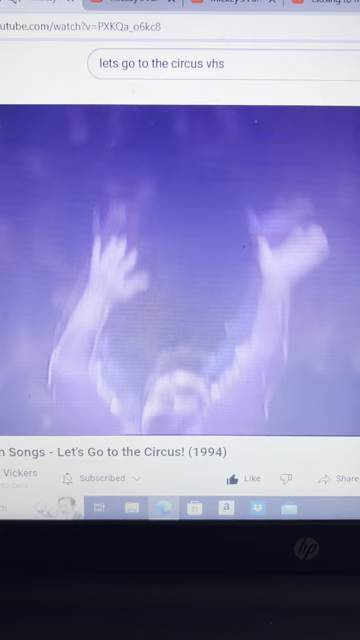 utube.com/watch?v=PXKQa_o6kc8
lets go to the circus vhs
n Songs - Let's Go to the Circus! (1994)
Vickers
Subscribed
Like
Share
a
hp